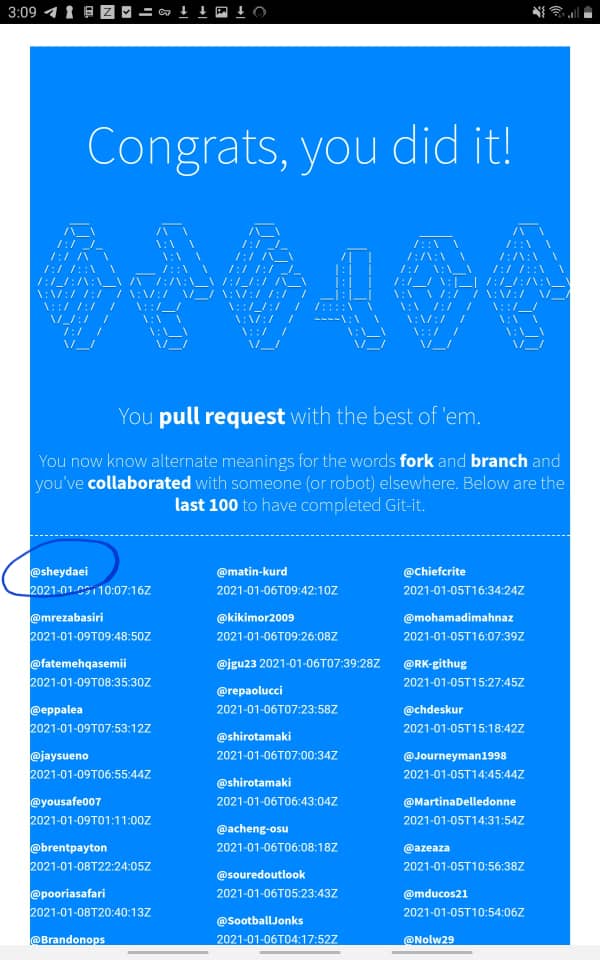 3:09
Congrats, you did it!
You pull request with the best of 'em.
You now know alternate meanings for the words fork and branch and
you've collaborated with someone (or robot) elsewhere. Below are the
last 100 to have completed Git-it.
@sheydaei
2021-01-09T10:07:16Z
@mrezabasiri
2021-01-09T09:48:50Z
@fatemehqasemii
2021-01-09T08:35:30Z
@eppalea
2021-01-09T07:53:12Z
@jaysueno
2021-01-09T06:55:44Z
@yousafe007
2021-01-09T01:11:00Z
@brentpayton
2021-01-08T22:24:05Z
@pooriasafari
2021-01-08T20:40:13Z
@Brandonops
@matin-kurd
2021-01-06T09:42:10Z
@kikimor2009
2021-01-06T09:26:08Z
@jgu23 2021-01-06T07:39:28Z
@repaolucci
2021-01-06T07:23:58Z
@shirotamaki
2021-01-06T07:00:34Z
@shirotamaki
2021-01-06T06:43:04Z
@acheng-osu
2021-01-06T06:08:18Z
@souredoutlook
2021-01-06T05:23:43Z
@SootballJonks
2021-01-06T04:17:52Z
@Chiefcrite
2021-01-05T16:34:24Z
@mohamadimahnaz
2021-01-05T16:07:39Z
@RK-githug
2021-01-05T15:27:45Z
@chdeskur
2021-01-05T15:18:42Z
@Journeyman1998
2021-01-05T14:45:44Z
@MartinaDelledonne
2021-01-05T14:31:54Z
@azeaza
2021-01-05T10:56:38Z
@mducos21
2021-01-05T10:54:06Z
@Nolw29